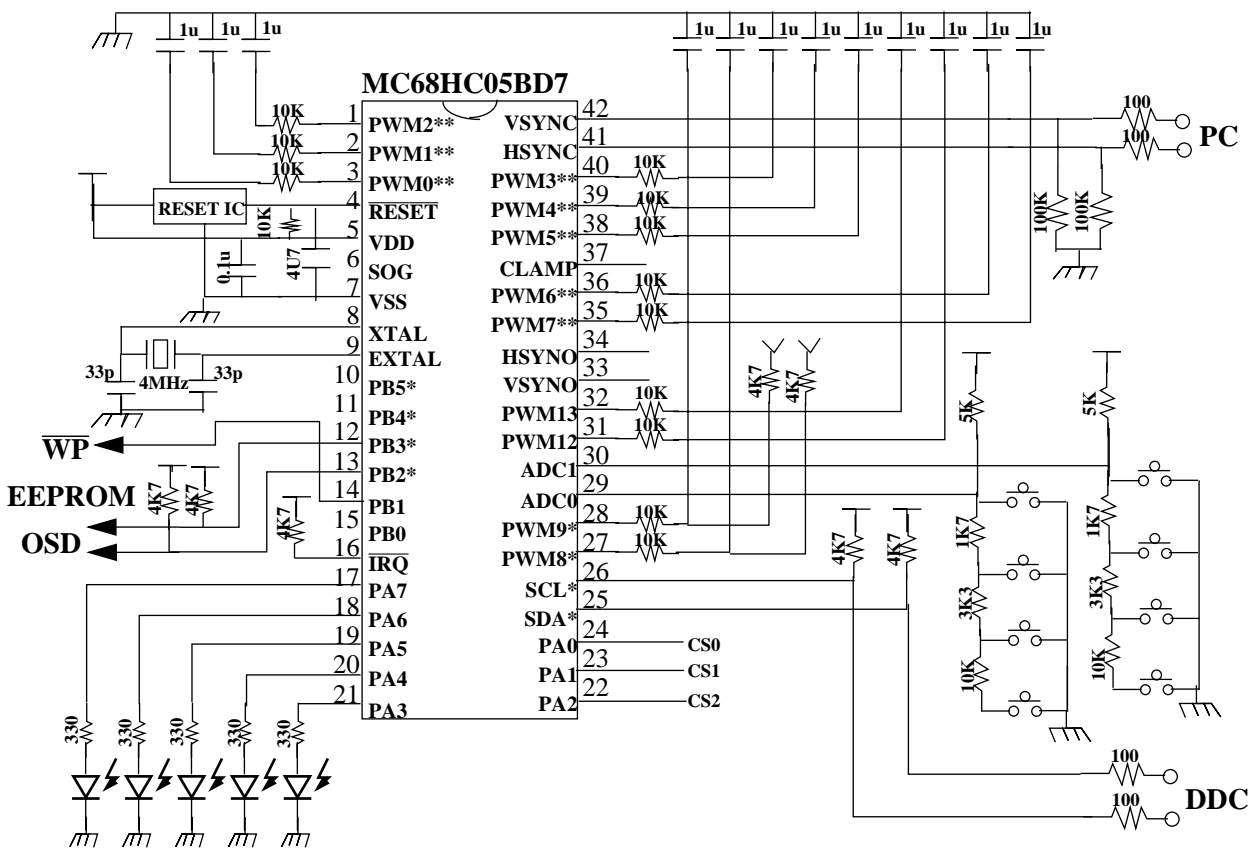 1u 1u 1u 1u 1u 1u 1u 1u 1u 1u 1u 1u
MC68HC05BD7
10K 1 PWM2** VSYNC 42 100
10K 2 PWM1** HSYNC 41 100 PC
10K 3 PWM0** PWM3** 40 10K
RESET IC 4 RESET PWM4** 39 10K
10K 5 VDD PWM5** 38 10K 100K 100K
0.1u 4U7 6 SOG CLAMP 37
7 VSS PWM6** 36 10K
8 XTAL PWM7** 35 10K
9 EXTAL HSYNO 34
33p 4MHz 33p
10 PB5* VSYNO 33 4K7 4K7
11 PB4* PWM13 32 10K 5K 5K
WP 12 PB3* PWM12 31 10K
13 PB2* ADC1 30
EEPROM 4K7 4K7 14 PB1 ADC0 29
OSD 4K7 15 PB0 PWM9* 28 10K 1K7 1K7
16 IRQ PWM8* 27 10K 4K7 4K7
17 PA7 SCL* 26 3K3 3K3
18 PA6 SDA* 25
19 PA5 PA0 24 CS0
20 PA4 PA1 23 CS1 10K 10K
21 PA3 PA2 22 CS2
330 330 330 330 330
100
100 DDC